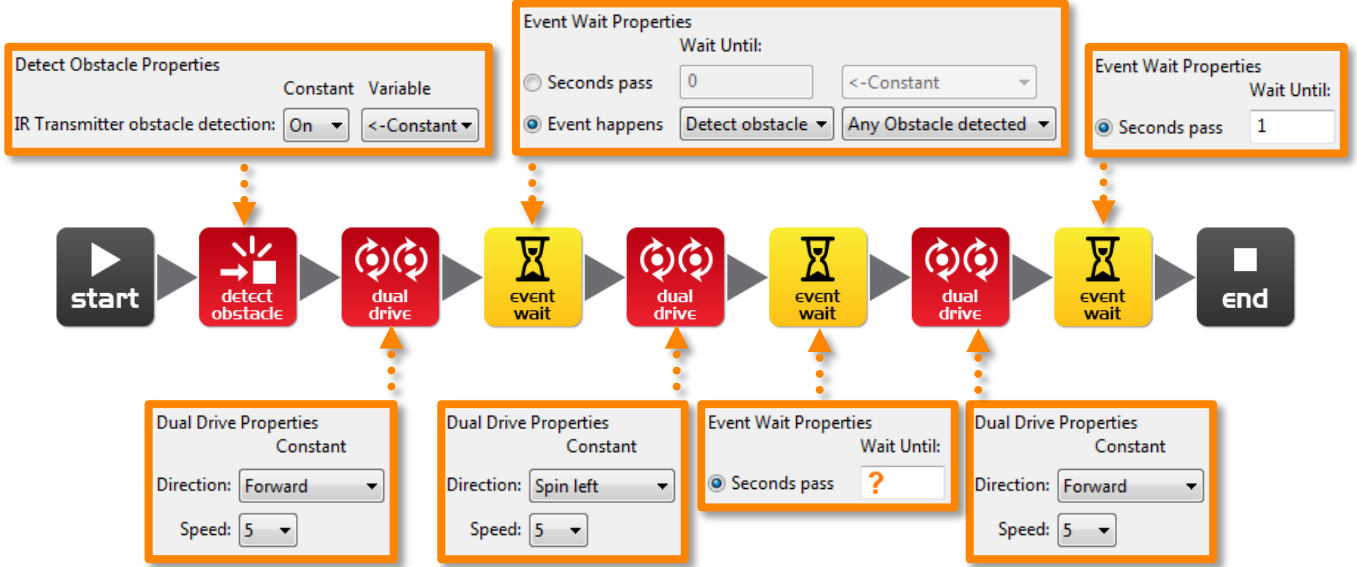 Detect Obstacle Properties
Constant Variable
IR Transmitter obstacle detection: On <-Constant
Event Wait Properties
Wait Until:
Seconds pass 0 <-Constant
Event happens Detect obstacle Any Obstacle detected
Event Wait Properties
Wait Until:
Seconds pass 1
start
detect
obstacle
dual
drive
event
wait
dual
drive
event
wait
dual
drive
event
wait
end
Dual Drive Properties
Constant
Direction: Forward
Speed: 5
Dual Drive Properties
Constant
Direction: Spin left
Speed: 5
Event Wait Properties
Wait Until:
Seconds pass ?
Dual Drive Properties
Constant
Direction: Forward
Speed: 5